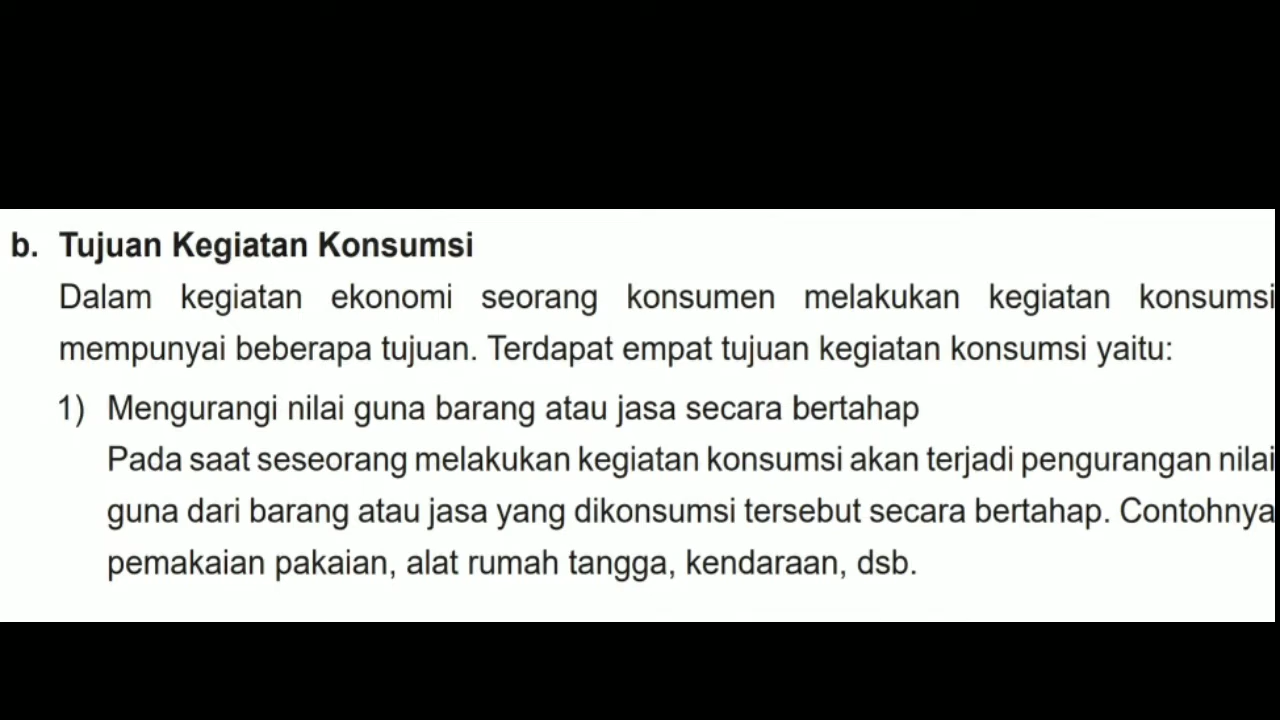 b. Tujuan Kegiatan Konsumsi
Dalam kegiatan ekonomi seorang konsumen melakukan kegiatan konsumsi
mempunyai beberapa tujuan. Terdapat empat tujuan kegiatan konsumsi yaitu:
1) Mengurangi nilai guna barang atau jasa secara bertahap
Pada saat seseorang melakukan kegiatan konsumsi akan terjadi pengurangan nilai
guna dari barang atau jasa yang dikonsumsi tersebut secara bertahap. Contohnya
pemakaian pakaian, alat rumah tangga, kendaraan, dsb.